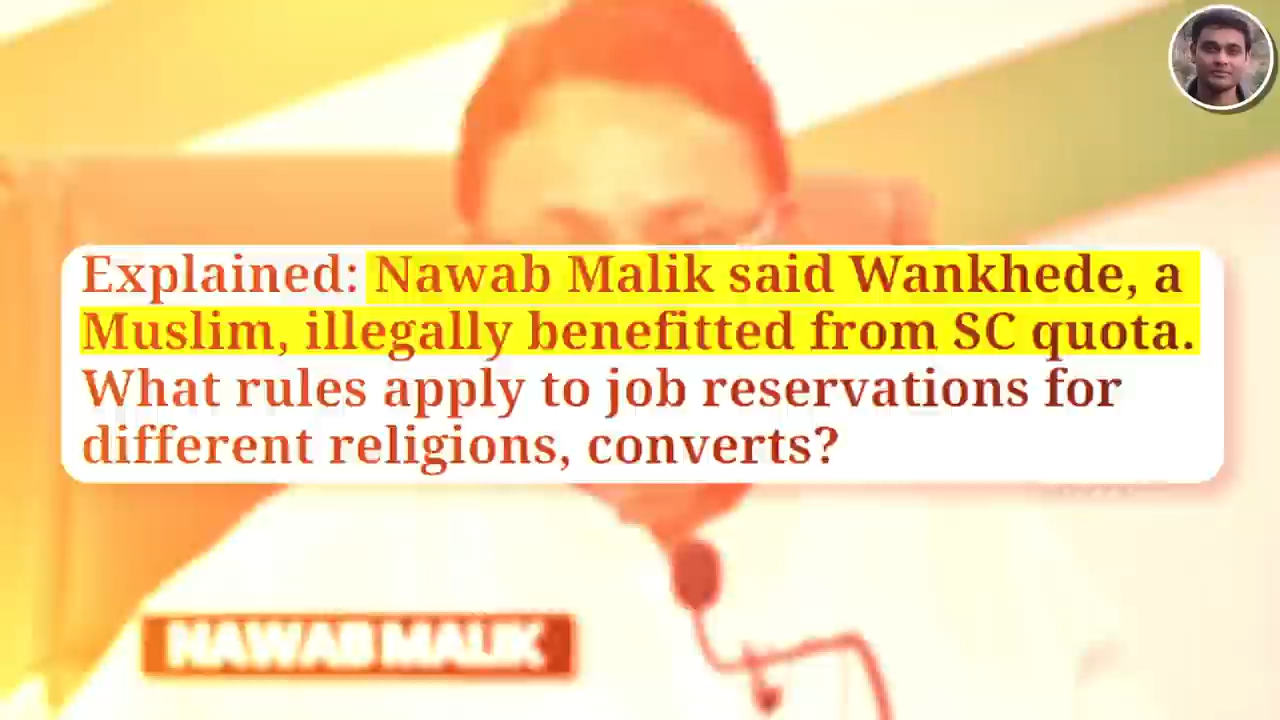 Explained: Nawab Malik said Wankhede, a
Muslim, illegally benefitted from SC quota.
What rules apply to job reservations for
different religions, converts?
NAWAB MALIK